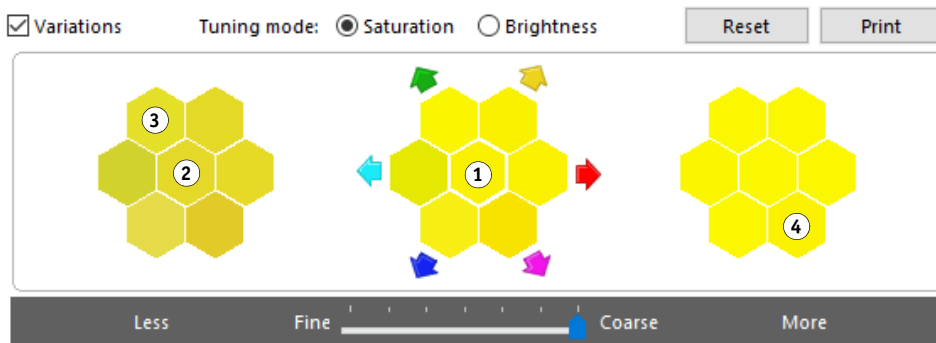 Variations Tuning mode: Saturation Brightness Reset Print
3
2 1
4
Less Fine Coarse More